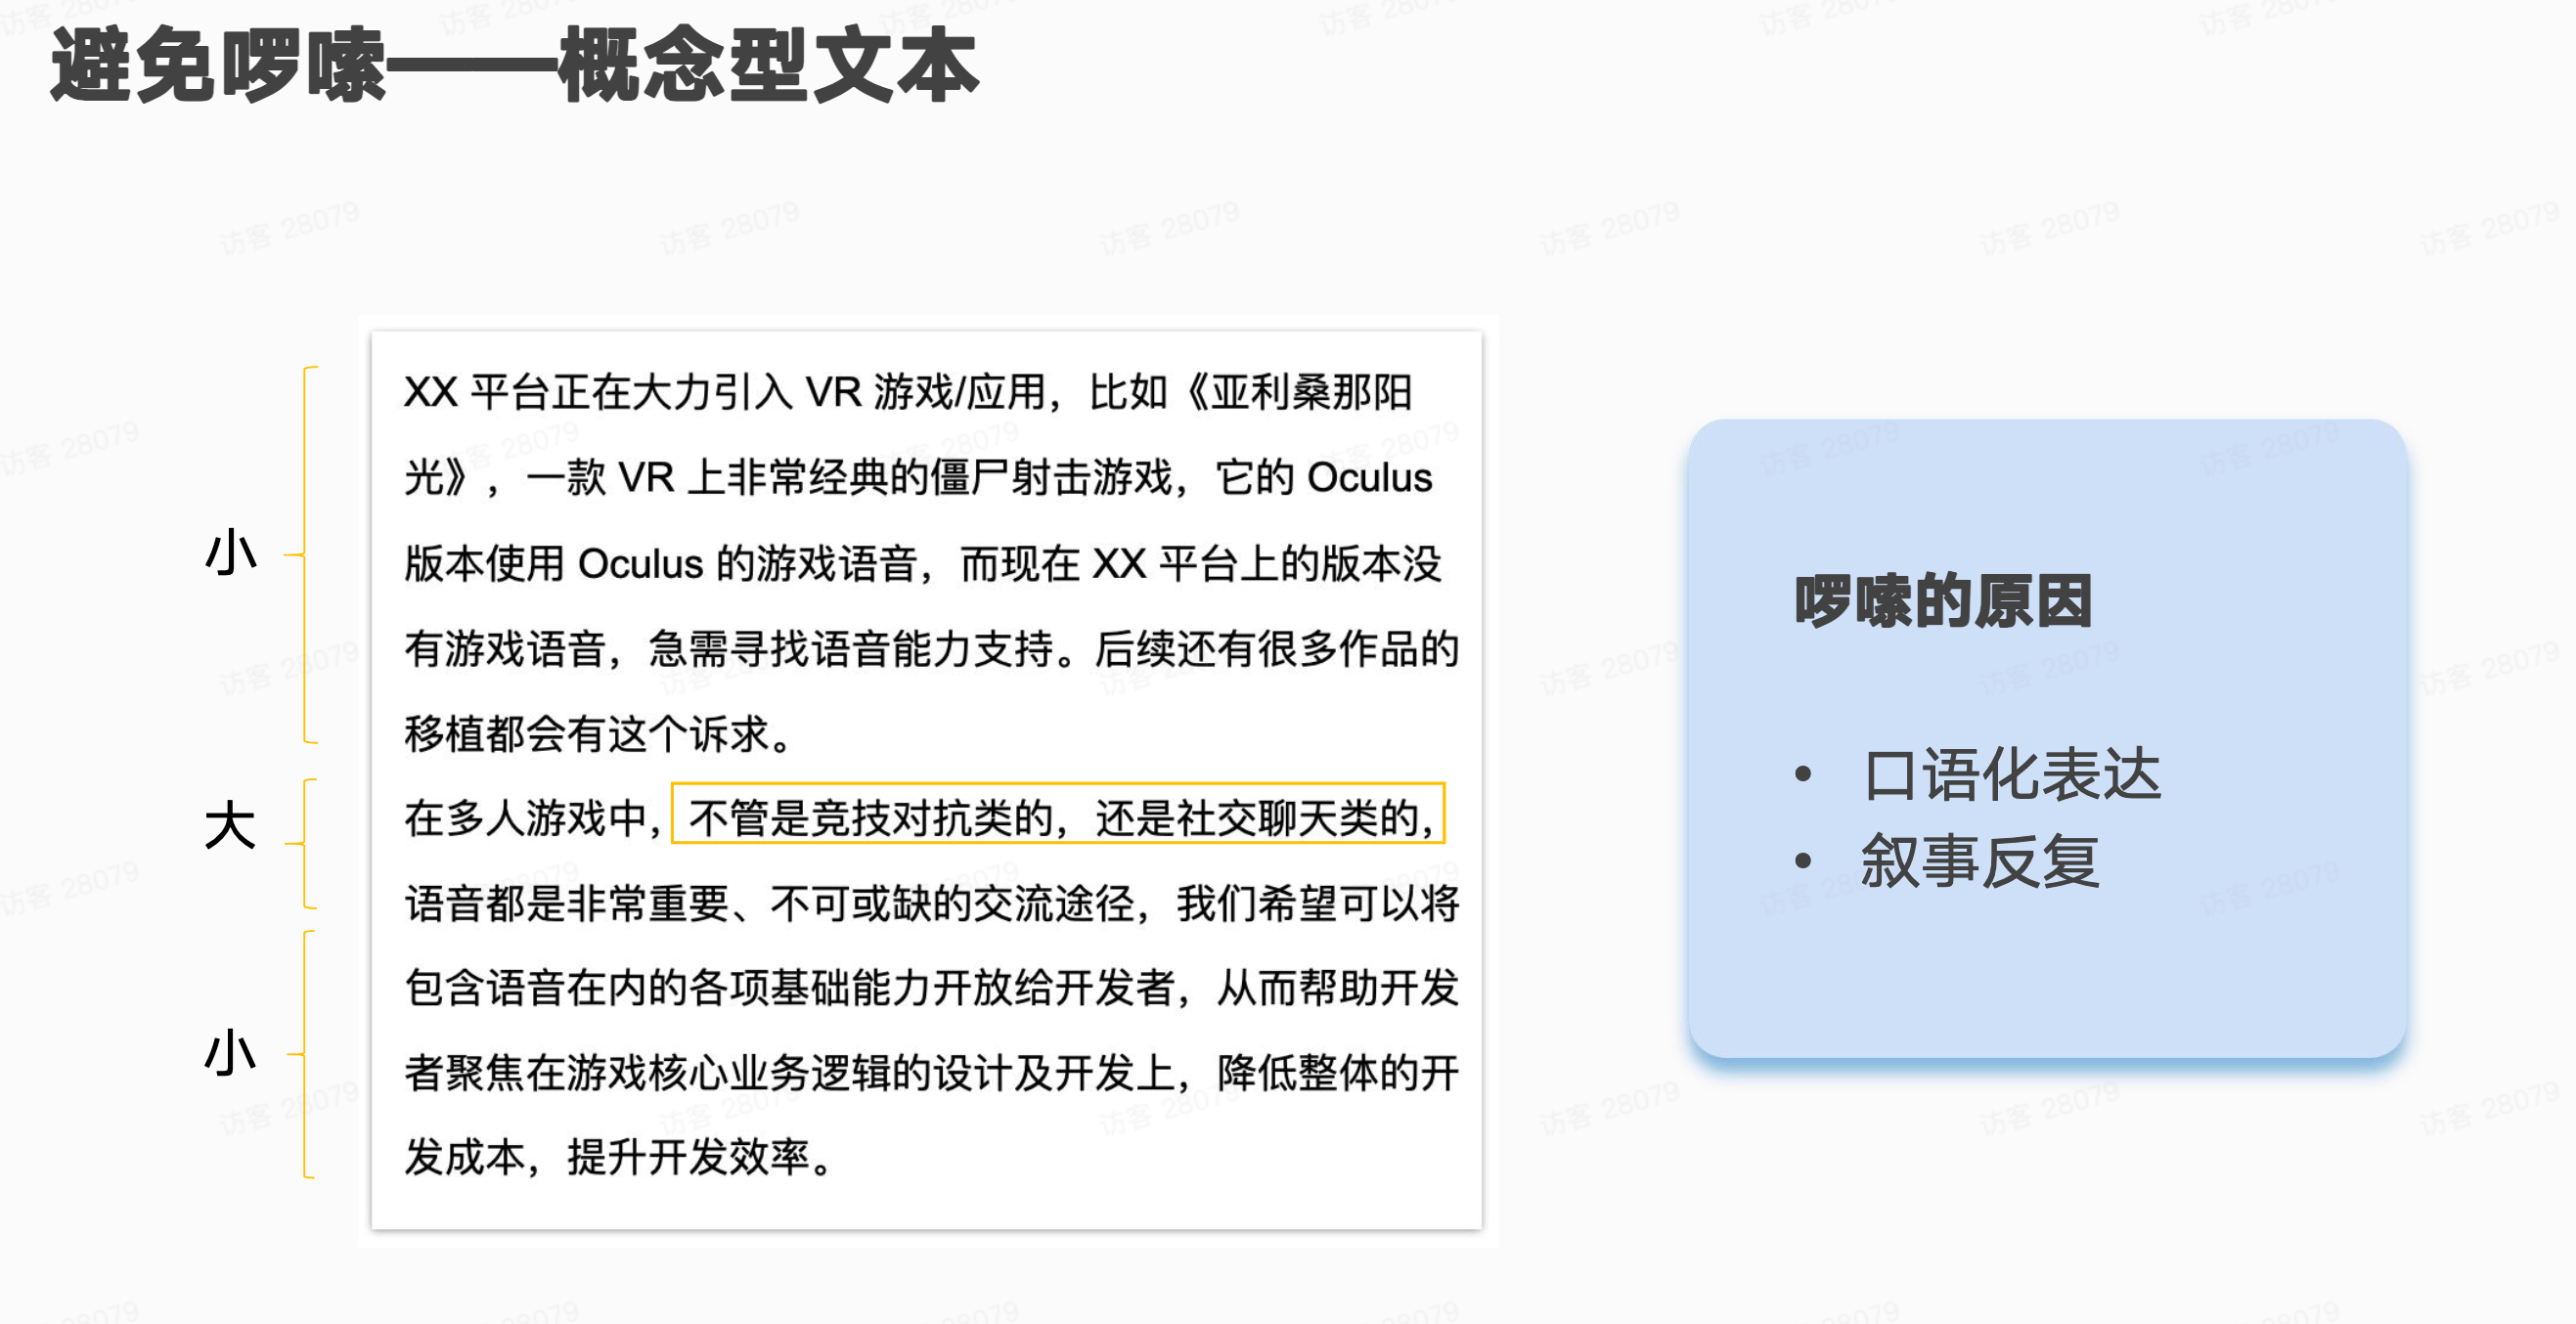 避免啰嗦——概念型文本
小
大
小
XX 平台正在大力引入 VR 游戏/应用，比如《亚利桑那阳
光》，一款 VR 上非常经典的僵尸射击游戏，它的 Oculus
版本使用 Oculus 的游戏语音，而现在 XX 平台上的版本没
有游戏语音，急需寻找语音能力支持。后续还有很多作品的
移植都会有这个诉求。
在多人游戏中，不管是竞技对抗类的，还是社交聊天类的，
语音都是非常重要、不可或缺的交流途径，我们希望可以将
包含语音在内的各项基础能力开放给开发者，从而帮助开发
者聚焦在游戏核心业务逻辑的设计及开发上，降低整体的开
发成本，提升开发效率。
啰嗦的原因
• 口语化表达
• 叙事反复
访客 28079